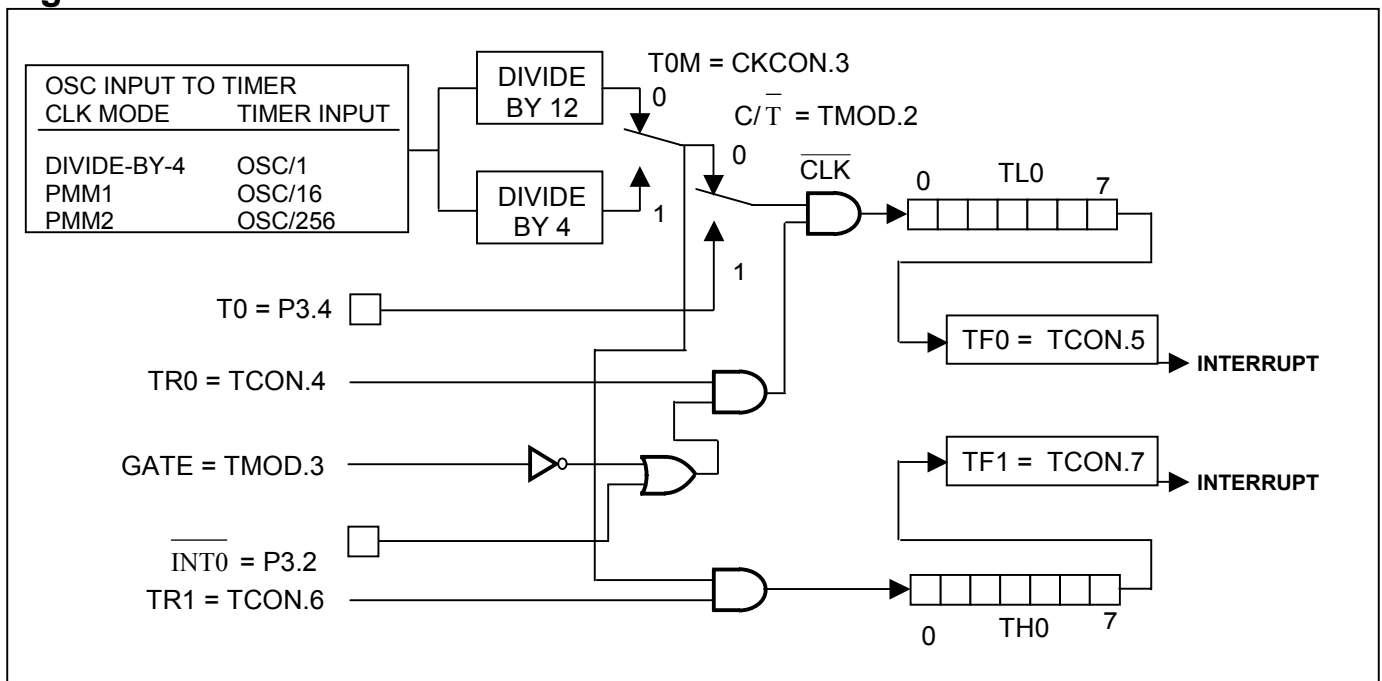 OSC INPUT TO TIMER
CLK MODE TIMER INPUT
DIVIDE-BY-4 OSC/1
PMM1 OSC/16
PMM2 OSC/256
DIVIDE
BY 12
DIVIDE
BY 4
T0M = CKCON.3
0
1
C/T̅ = TMOD.2
0
1
C̅L̅K̅
0 TL0 7
T0 = P3.4
TF0 = TCON.5
INTERRUPT
TR0 = TCON.4
GATE = TMOD.3
TF1 = TCON.7
INTERRUPT
I̅N̅T̅0̅ = P3.2
TR1 = TCON.6
0 TH0 7